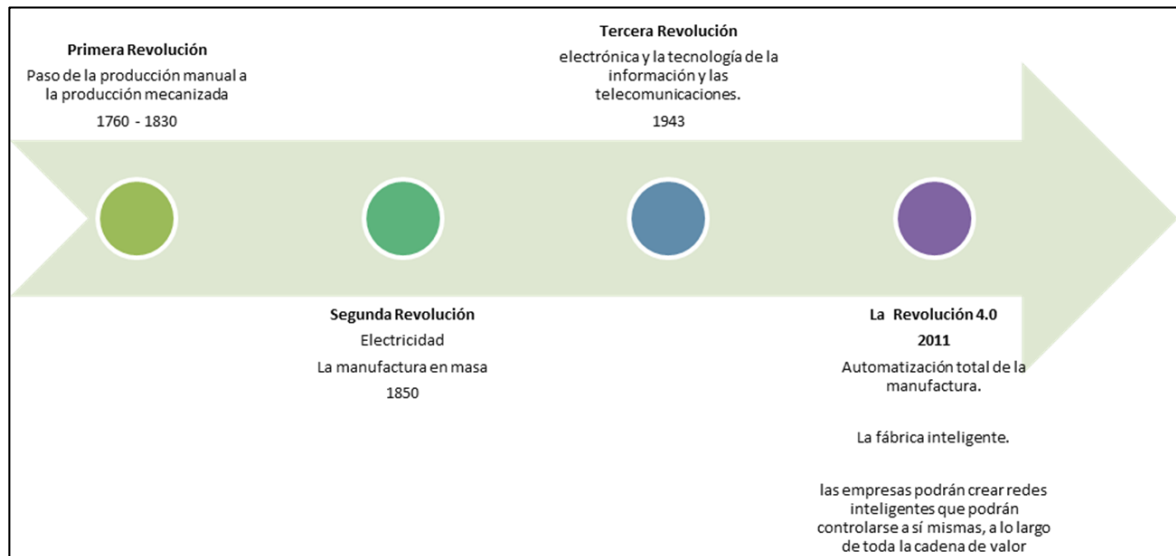 Primera Revolución
Paso de la producción manual a
la producción mecanizada
1760 - 1830
Segunda Revolución
Electricidad
La manufactura en masa
1850
Tercera Revolución
electrónica y la tecnología de la
información y las
telecomunicaciones.
1943
La Revolución 4.0
2011
Automatización total de la
manufactura.
La fábrica inteligente.
las empresas podrán crear redes
inteligentes que podrán
controlarse a sí mismas, a lo largo
de toda la cadena de valor